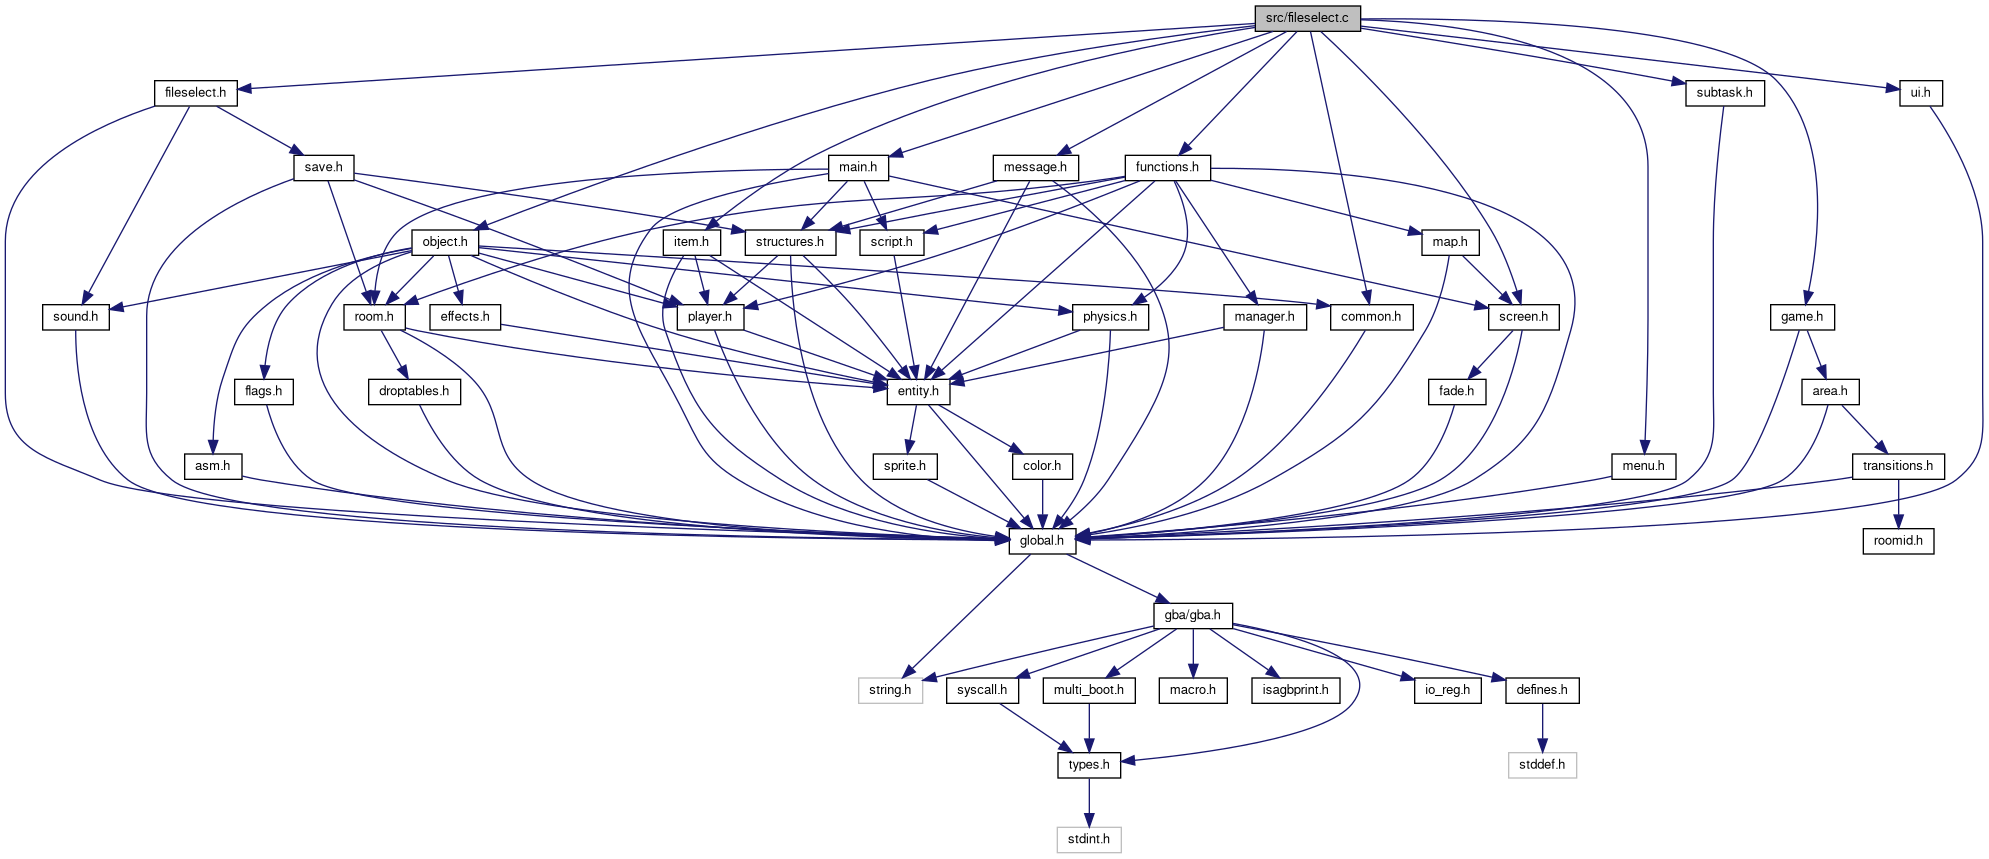 src/fileselect.c
fileselect.h
subtask.h
ui.h
save.h
main.h
message.h
functions.h
object.h
item.h
structures.h
script.h
map.h
sound.h
room.h
effects.h
player.h
physics.h
manager.h
common.h
screen.h
game.h
flags.h
droptables.h
entity.h
fade.h
area.h
asm.h
sprite.h
color.h
menu.h
transitions.h
global.h
roomid.h
gba/gba.h
string.h
syscall.h
multi_boot.h
macro.h
isagbprint.h
io_reg.h
defines.h
types.h
stddef.h
stdint.h